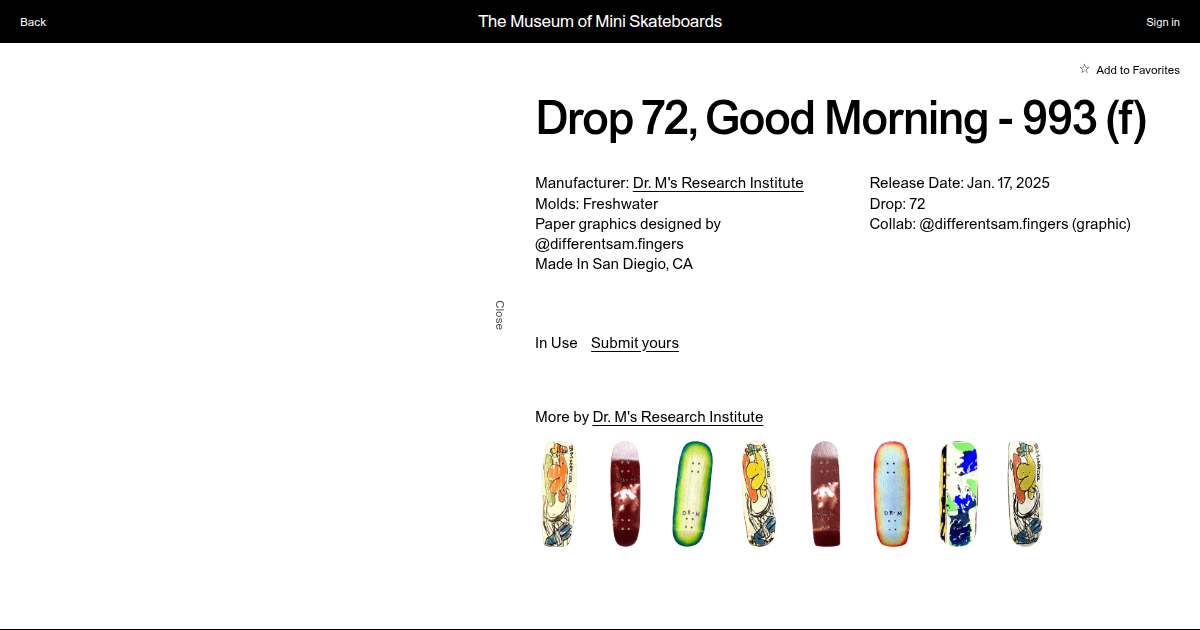 Back
The Museum of Mini Skateboards
Sign in
☆ Add to Favorites
Drop 72, Good Morning - 993 (f)
Manufacturer: Dr. M's Research Institute
Molds: Freshwater
Paper graphics designed by
@differentsam.fingers
Made In San Diegio, CA
Release Date: Jan. 17, 2025
Drop: 72
Collab: @differentsam.fingers (graphic)
Close
In Use Submit yours
More by Dr. M's Research Institute
DR·M
DR·M